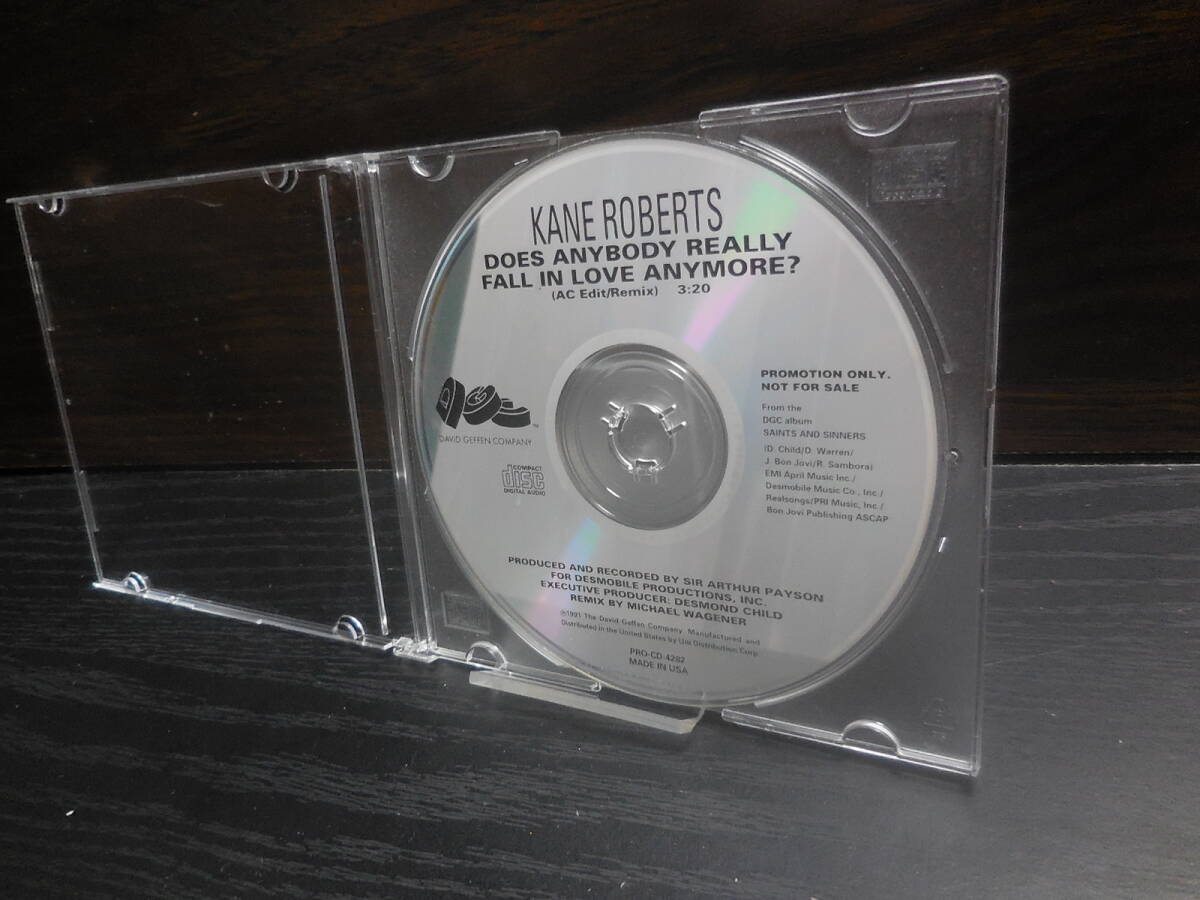 KANE ROBERTS
DOES ANYBODY REALLY
FALL IN LOVE ANYMORE?
(AC Edit/Remix) 3:20
PROMOTION ONLY.
NOT FOR SALE
From the
DGC album
SAINTS AND SINNERS
(D. Child/D. Warren/
J. Bon Jovi/R. Sambora)
EMI April Music Inc./
Desmobile Music Co., Inc./
Realsongs/PRI Music, Inc./
Bon Jovi Publishing ASCAP
DGC
TM
DAVID GEFFEN COMPANY
COMPACT
disc
DIGITAL AUDIO
PRODUCED AND RECORDED BY SIR ARTHUR PAYSON
FOR DESMOBILE PRODUCTIONS, INC.
EXECUTIVE PRODUCER: DESMOND CHILD
REMIX BY MICHAEL WAGENER
℗1991 The David Geffen Company. Manufactured and
Distributed in the United States by Uni Distribution Corp.
PRO-CD-4282
MADE IN USA